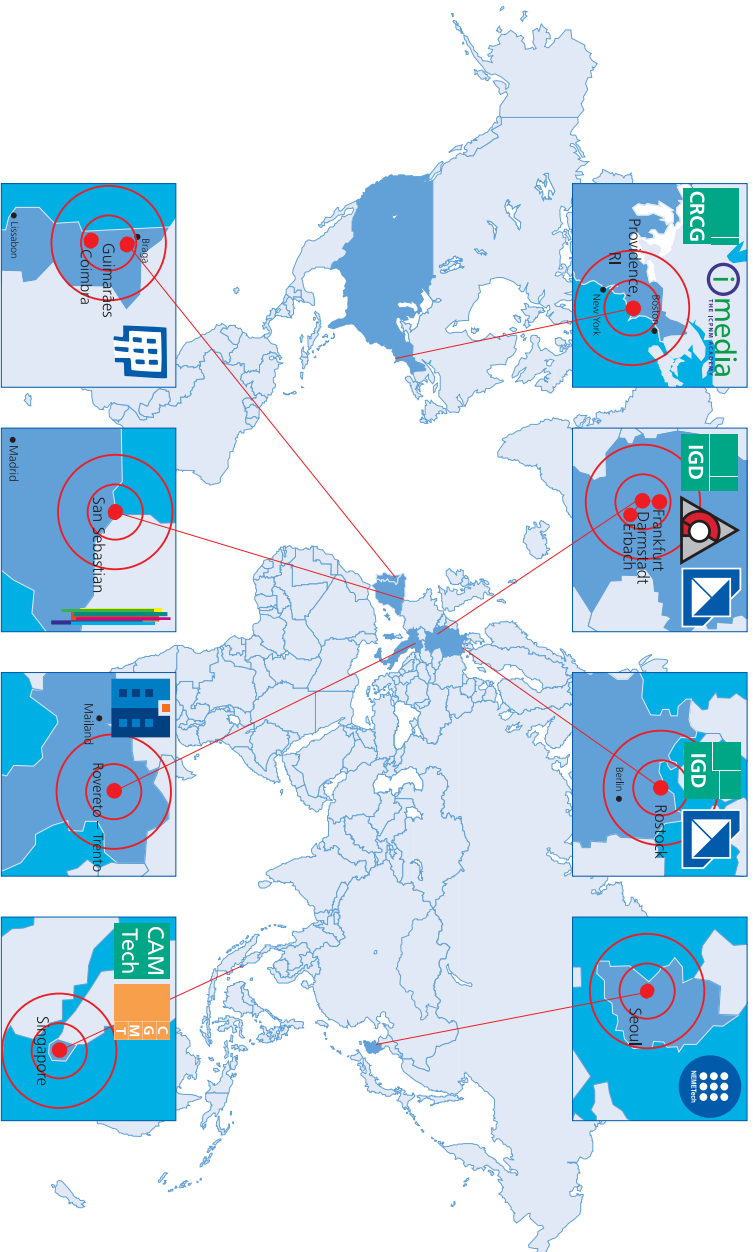 imedia
THE ICPNM ACADEMY
CRCG
Boston
Providence,
RI
New York
IGD
Frankfurt
Darmstadt
Erbach
IGD
Rostock
Berlin
NEMETech
Seoul
Braga
Guimarães
Coimbra
Lissabon
San Sebastian
Madrid
Rovereto – Trento
Mailand
CAM
Tech
C
G
M
T
Singapore